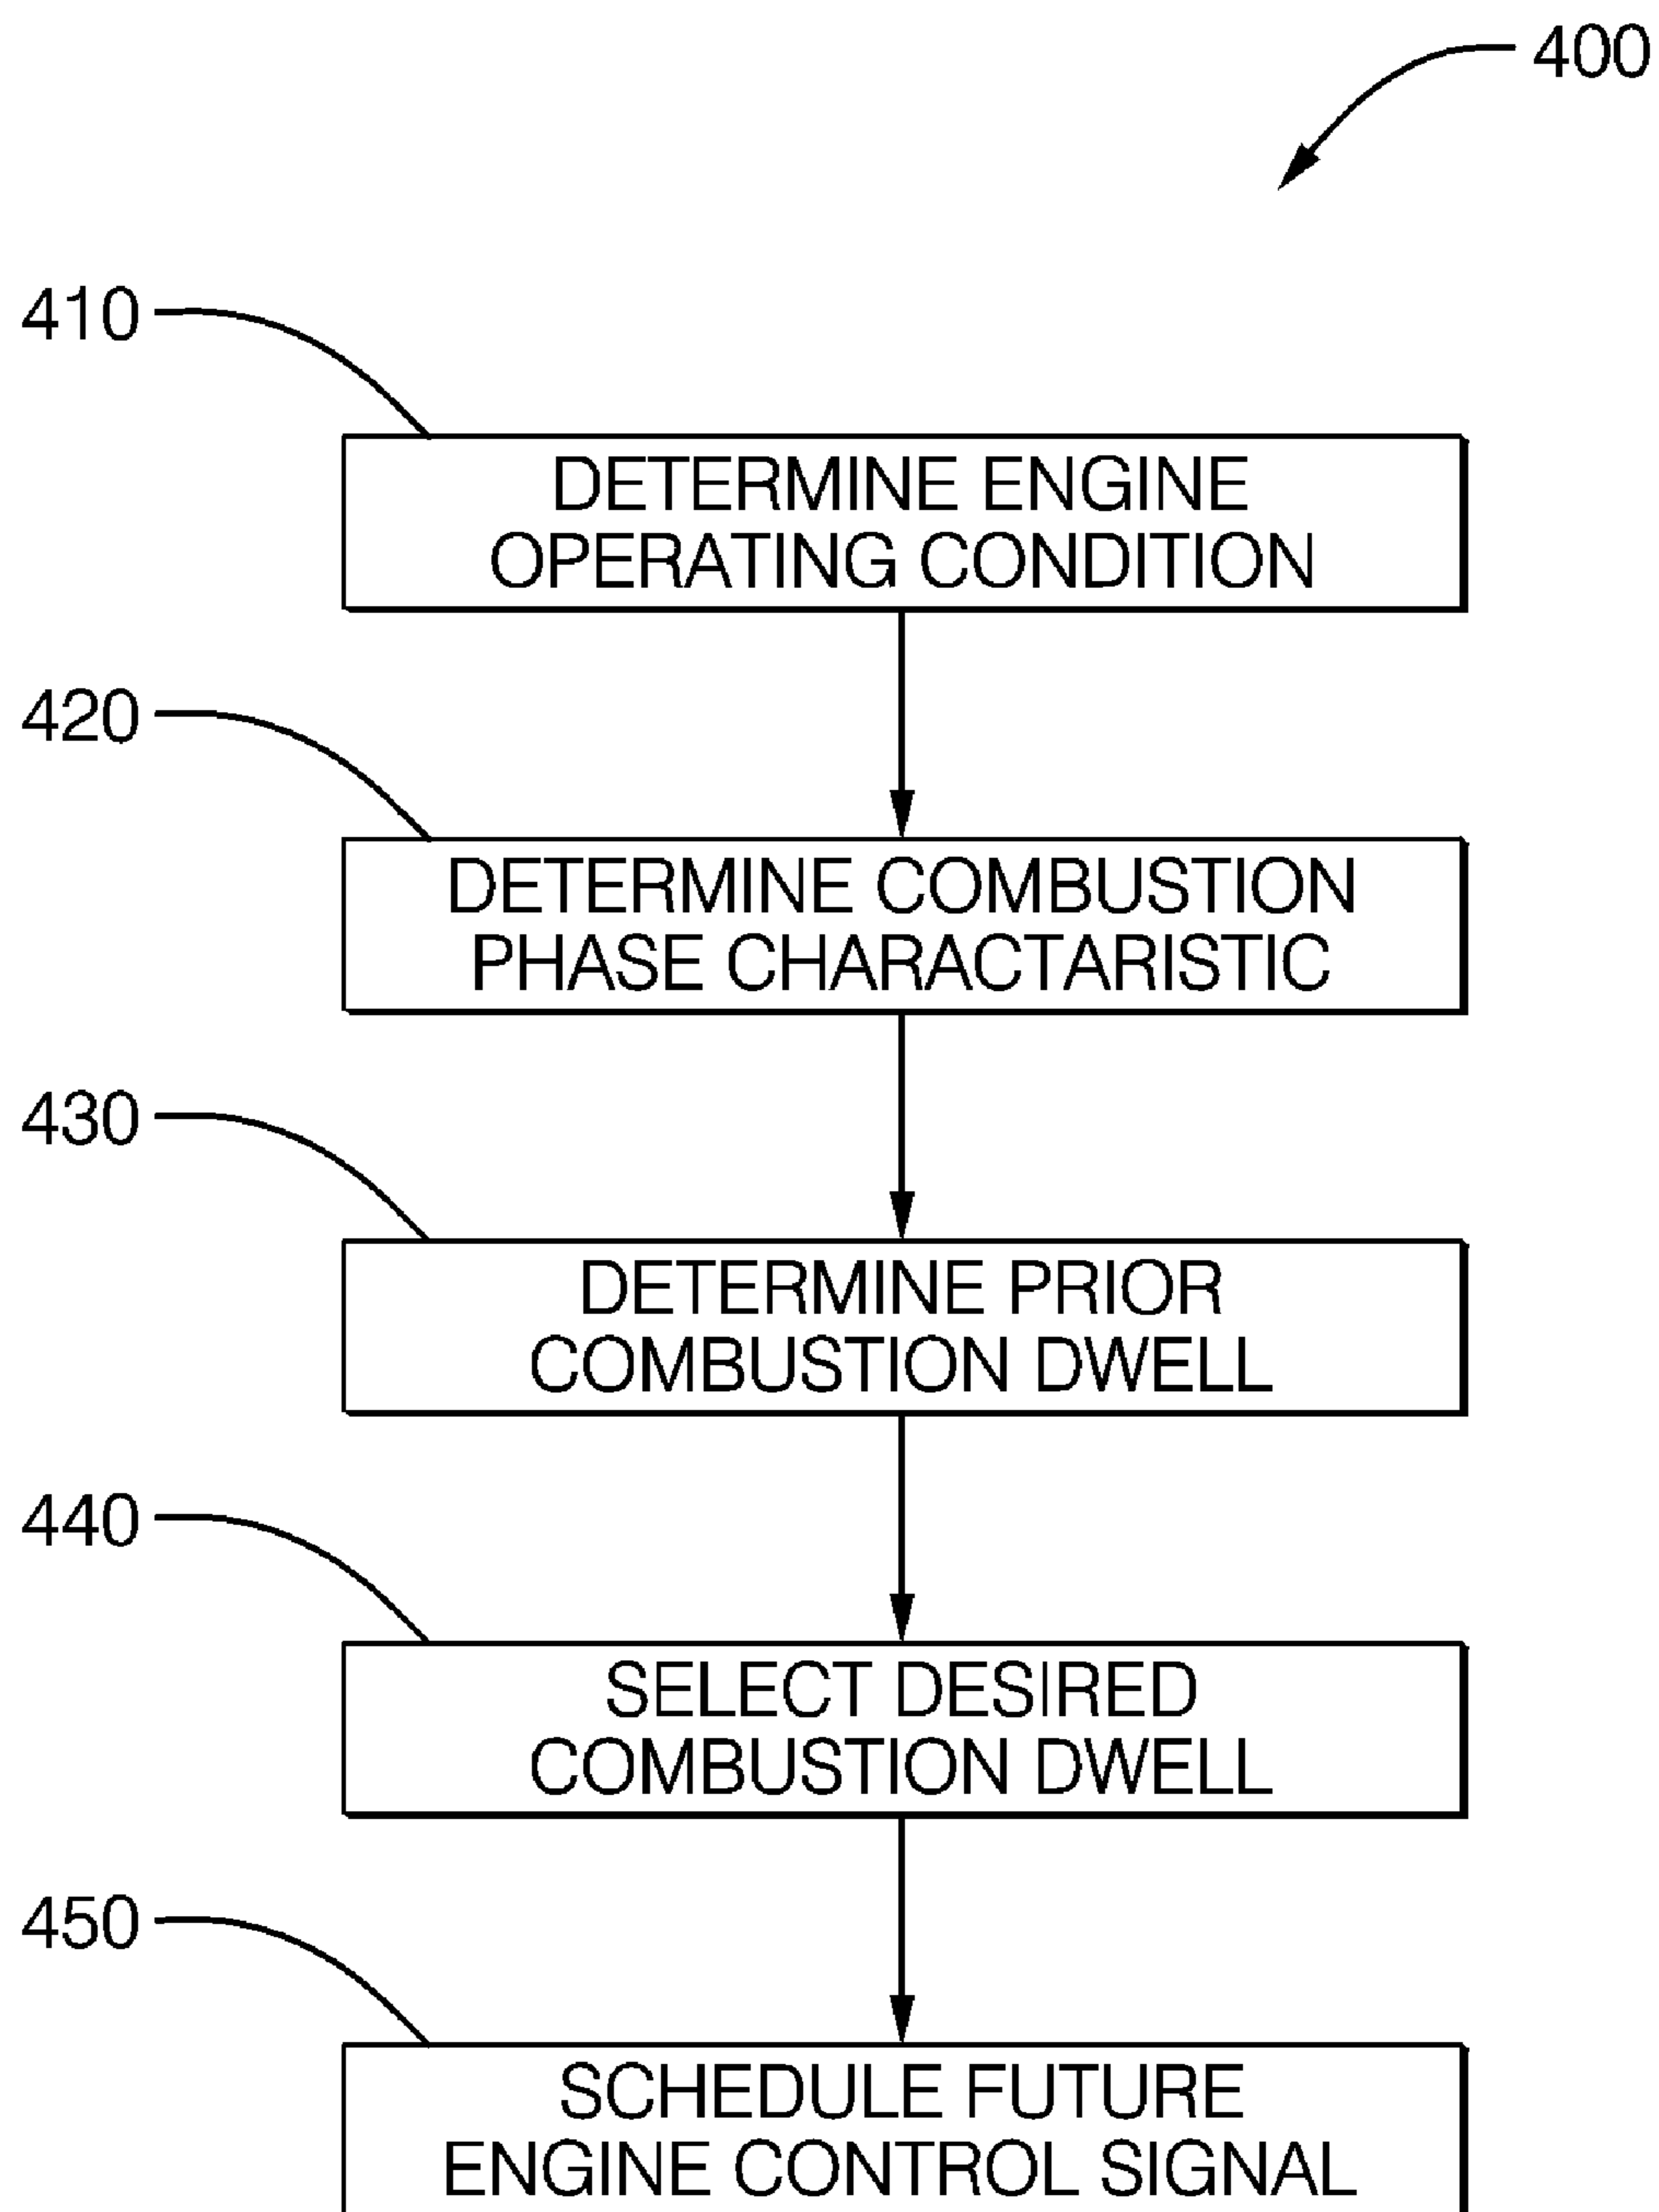 400
410
DETERMINE ENGINE
OPERATING CONDITION
420
DETERMINE COMBUSTION
PHASE CHARACTARISTIC
430
DETERMINE PRIOR
COMBUSTION DWELL
440
SELECT DESIRED
COMBUSTION DWELL
450
SCHEDULE FUTURE
ENGINE CONTROL SIGNAL